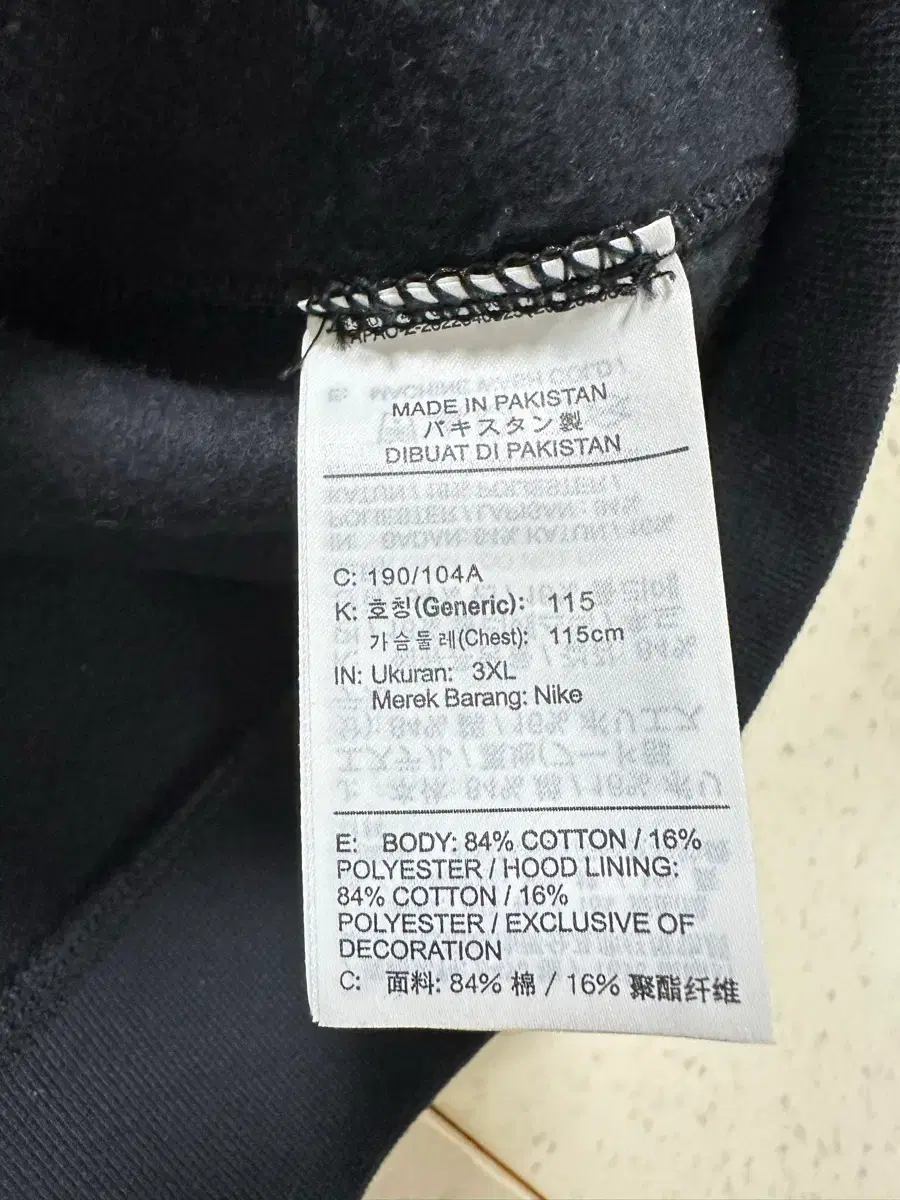 MADE IN PAKISTAN
パキスタン製
DIBUAT DI PAKISTAN
C: 190/104A
K: 호칭(Generic): 115
가슴둘레(Chest): 115cm
IN: Ukuran: 3XL
Merek Barang: Nike
E: BODY: 84% COTTON / 16%
POLYESTER / HOOD LINING:
84% COTTON / 16%
POLYESTER / EXCLUSIVE OF
DECORATION
C: 面料: 84% 棉 / 16% 聚酯纤维